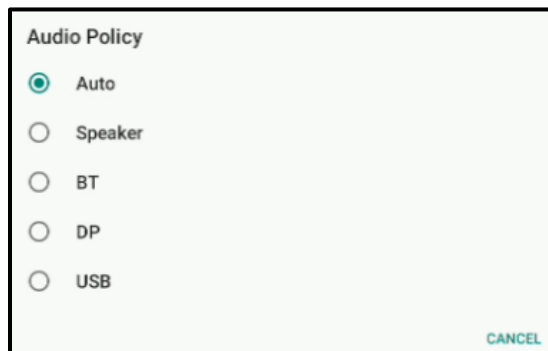 Audio Policy
Auto
Speaker
BT
DP
USB
CANCEL